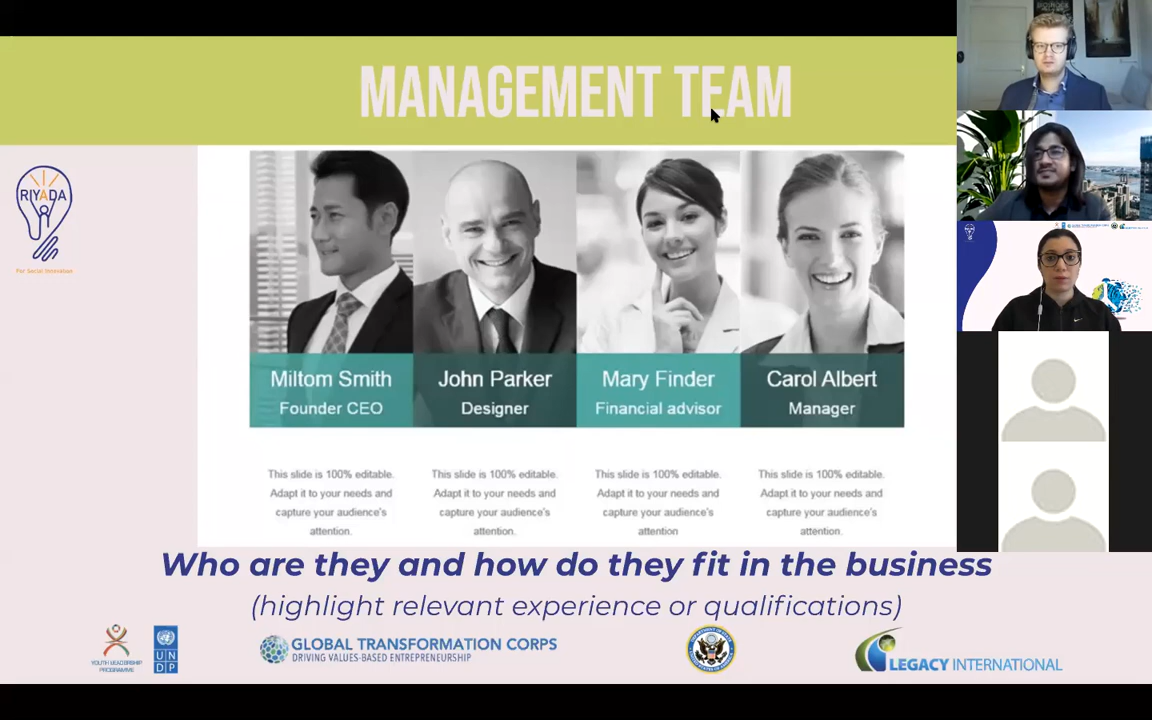 MANAGEMENT TEAM
RIYADA
For Social Innovation
Miltom Smith
Founder CEO
John Parker
Designer
Mary Finder
Financial advisor
Carol Albert
Manager
This slide is 100% editable.
Adapt it to your needs and
capture your audience's
attention.
This slide is 100% editable.
Adapt it to your needs and
capture your audience's
attention.
This slide is 100% editable.
Adapt it to your needs and
capture your audience's
attention
This slide is 100% editable.
Adapt it to your needs and
capture your audience's
attention.
Who are they and how do they fit in the business
(highlight relevant experience or qualifications)
YOUTH LEADERSHIP
PROGRAMME
U N
D P
GLOBAL TRANSFORMATION CORPS
DRIVING VALUES-BASED ENTREPRENEURSHIP
LEGACY INTERNATIONAL